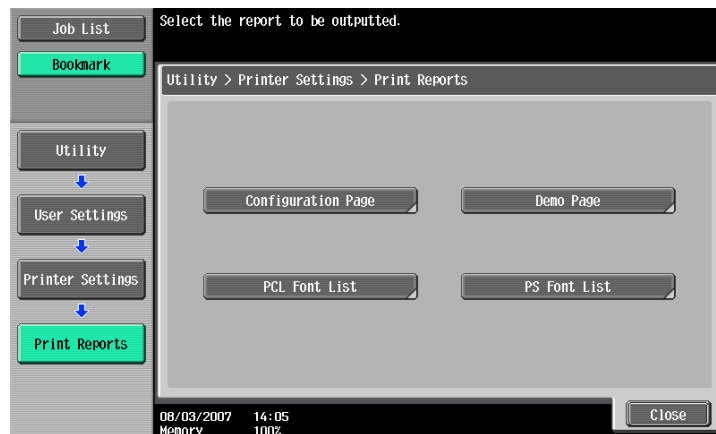 Job List
Bookmark
Utility
User Settings
Printer Settings
Print Reports
Select the report to be outputted.
Utility > Printer Settings > Print Reports
Configuration Page
Demo Page
PCL Font List
PS Font List
08/03/2007 14:05
Memory 100%
Close